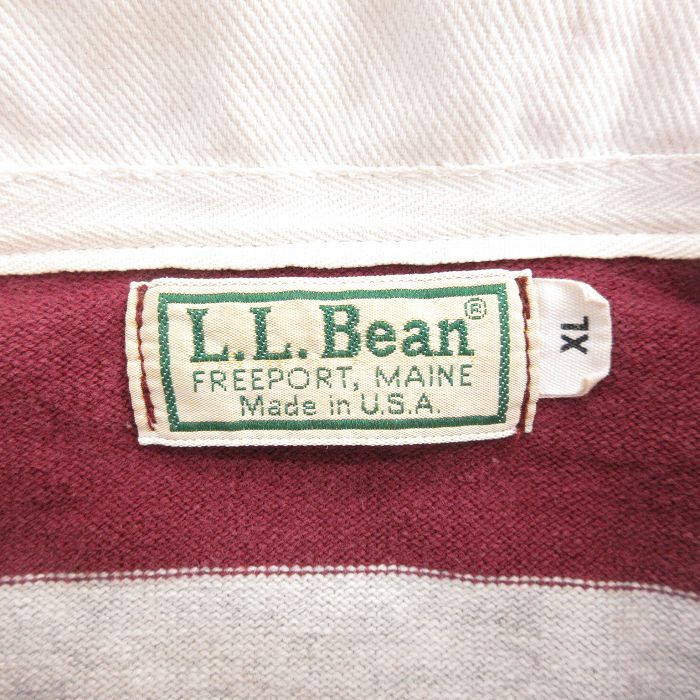 L.L.Bean®
FREEPORT, MAINE
Made in U.S.A.
XL